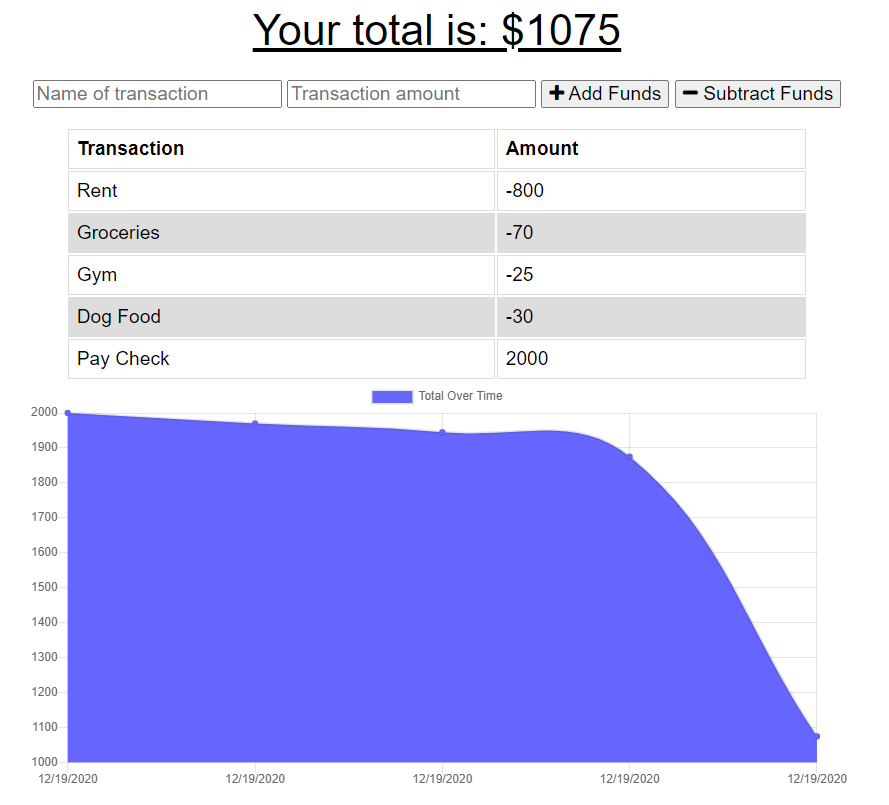 Your total is: $1075
Name of transaction Transaction amount Add Funds Subtract Funds
Transaction Amount
Rent -800
Groceries -70
Gym -25
Dog Food -30
Pay Check 2000
Total Over Time
2000
1900
1800
1700
1600
1500
1400
1300
1200
1100
1000
12/19/2020 12/19/2020 12/19/2020 12/19/2020 12/19/2020